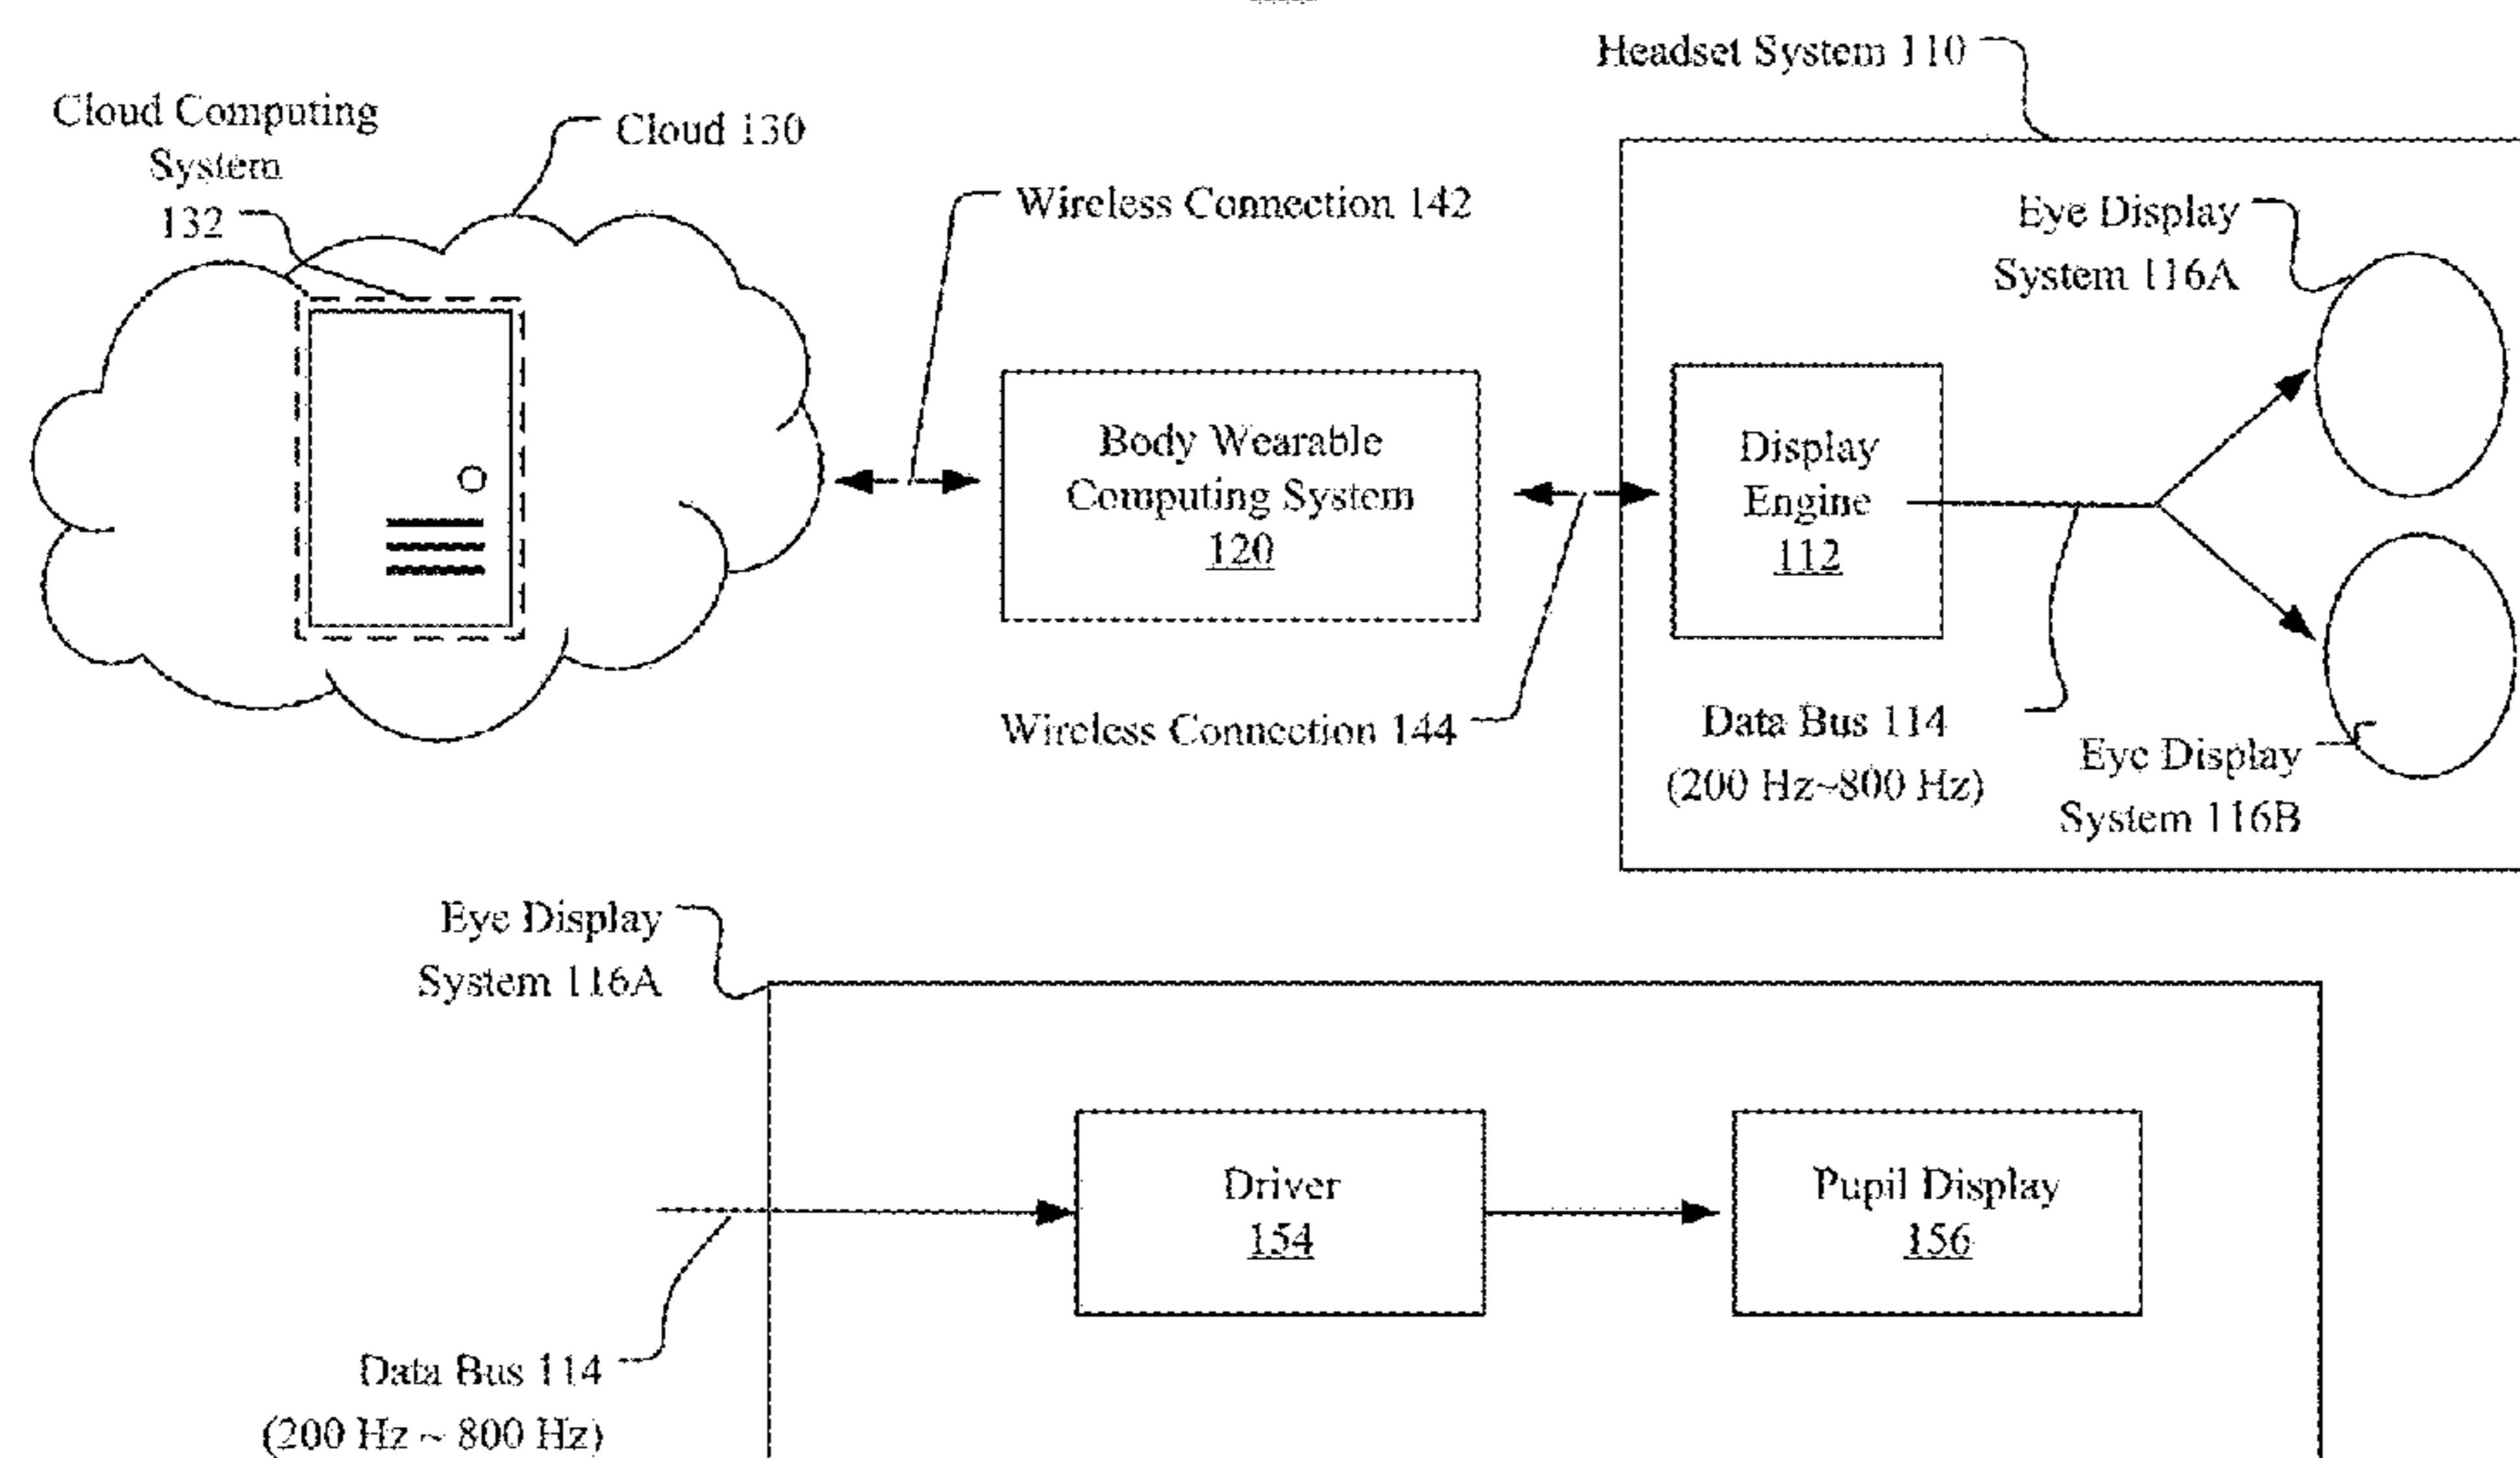 Headset System 110
Cloud Computing
System
132
Cloud 130
Wireless Connection 142
Eye Display
System 116A
Body Wearable
Computing System
120
Display
Engine
112
Wireless Connection 144
Data Bus 114
(200 Hz~800 Hz)
Eye Display
System 116B
Eye Display
System 116A
Driver
154
Pupil Display
156
Data Bus 114
(200 Hz ~ 800 Hz)